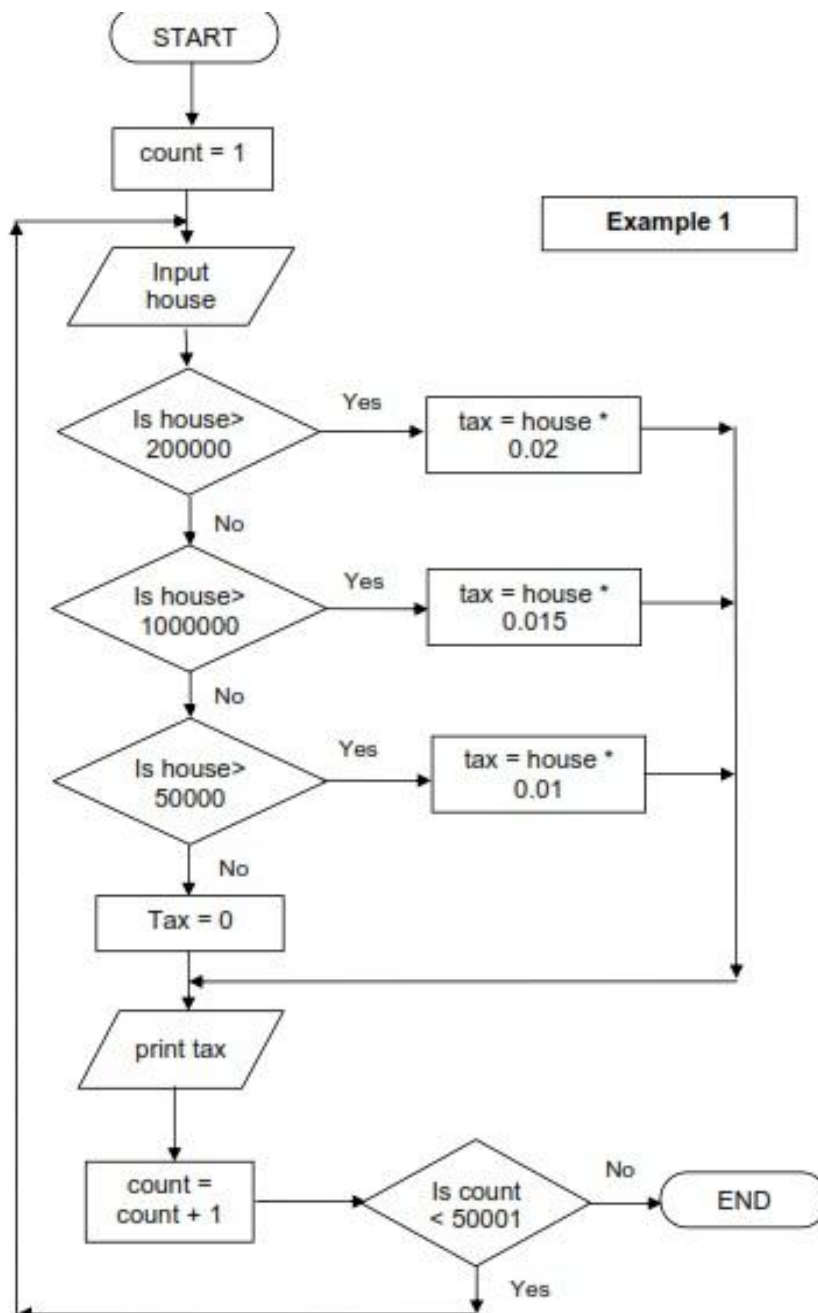 START
count = 1
Example 1
Input
house
Is house>
200000
Yes
tax = house *
0.02
No
Is house>
1000000
Yes
tax = house *
0.015
No
Is house>
50000
Yes
tax = house *
0.01
No
Tax = 0
print tax
count =
count + 1
Is count
< 50001
No
END
Yes